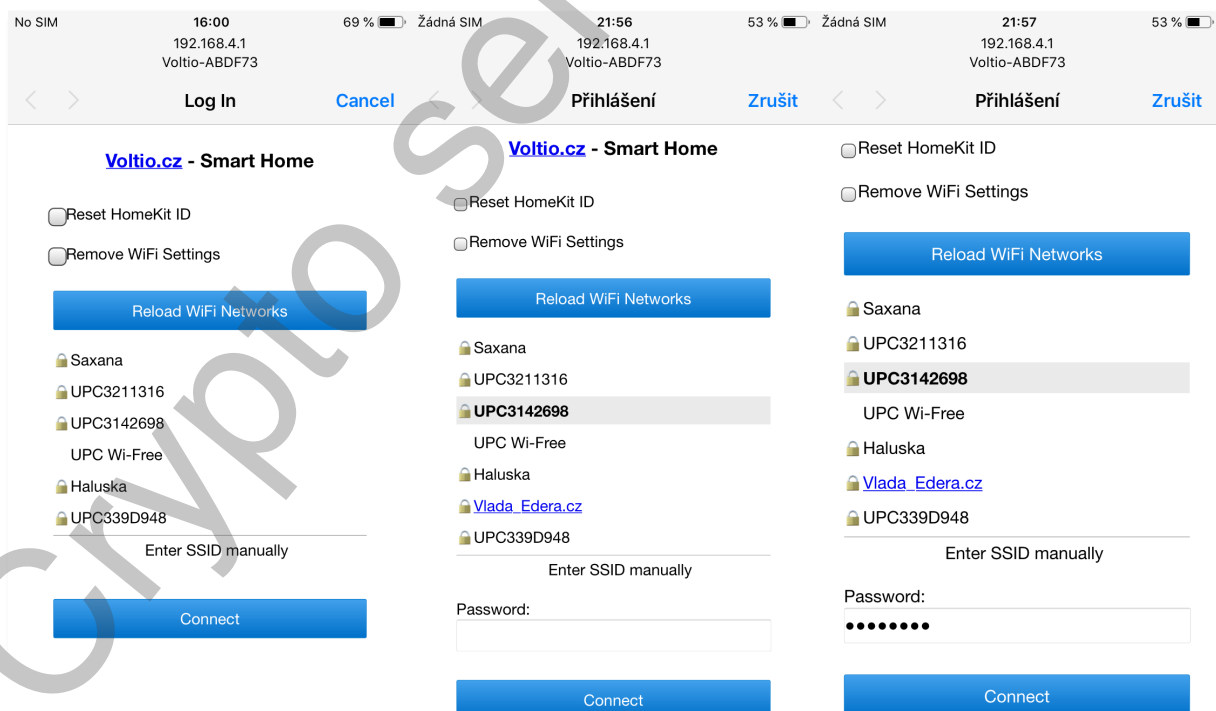 No SIM 16:00 69 %
192.168.4.1
Voltio-ABDF73
Log In Cancel
Voltio.cz - Smart Home
Reset HomeKit ID
Remove WiFi Settings
Reload WiFi Networks
Saxana
UPC3211316
UPC3142698
UPC Wi-Free
Haluska
UPC339D948
Enter SSID manually
Connect
Žádná SIM 21:56 53 %
192.168.4.1
Voltio-ABDF73
Přihlášení Zrušit
Voltio.cz - Smart Home
Reset HomeKit ID
Remove WiFi Settings
Reload WiFi Networks
Saxana
UPC3211316
UPC3142698
UPC Wi-Free
Haluska
Vlada_Edera.cz
UPC339D948
Enter SSID manually
Password:
Connect
Žádná SIM 21:57 53 %
192.168.4.1
Voltio-ABDF73
Přihlášení Zrušit
Reset HomeKit ID
Remove WiFi Settings
Reload WiFi Networks
Saxana
UPC3211316
UPC3142698
UPC Wi-Free
Haluska
Vlada_Edera.cz
UPC339D948
Enter SSID manually
Password:
••••••••
Connect
Crypto